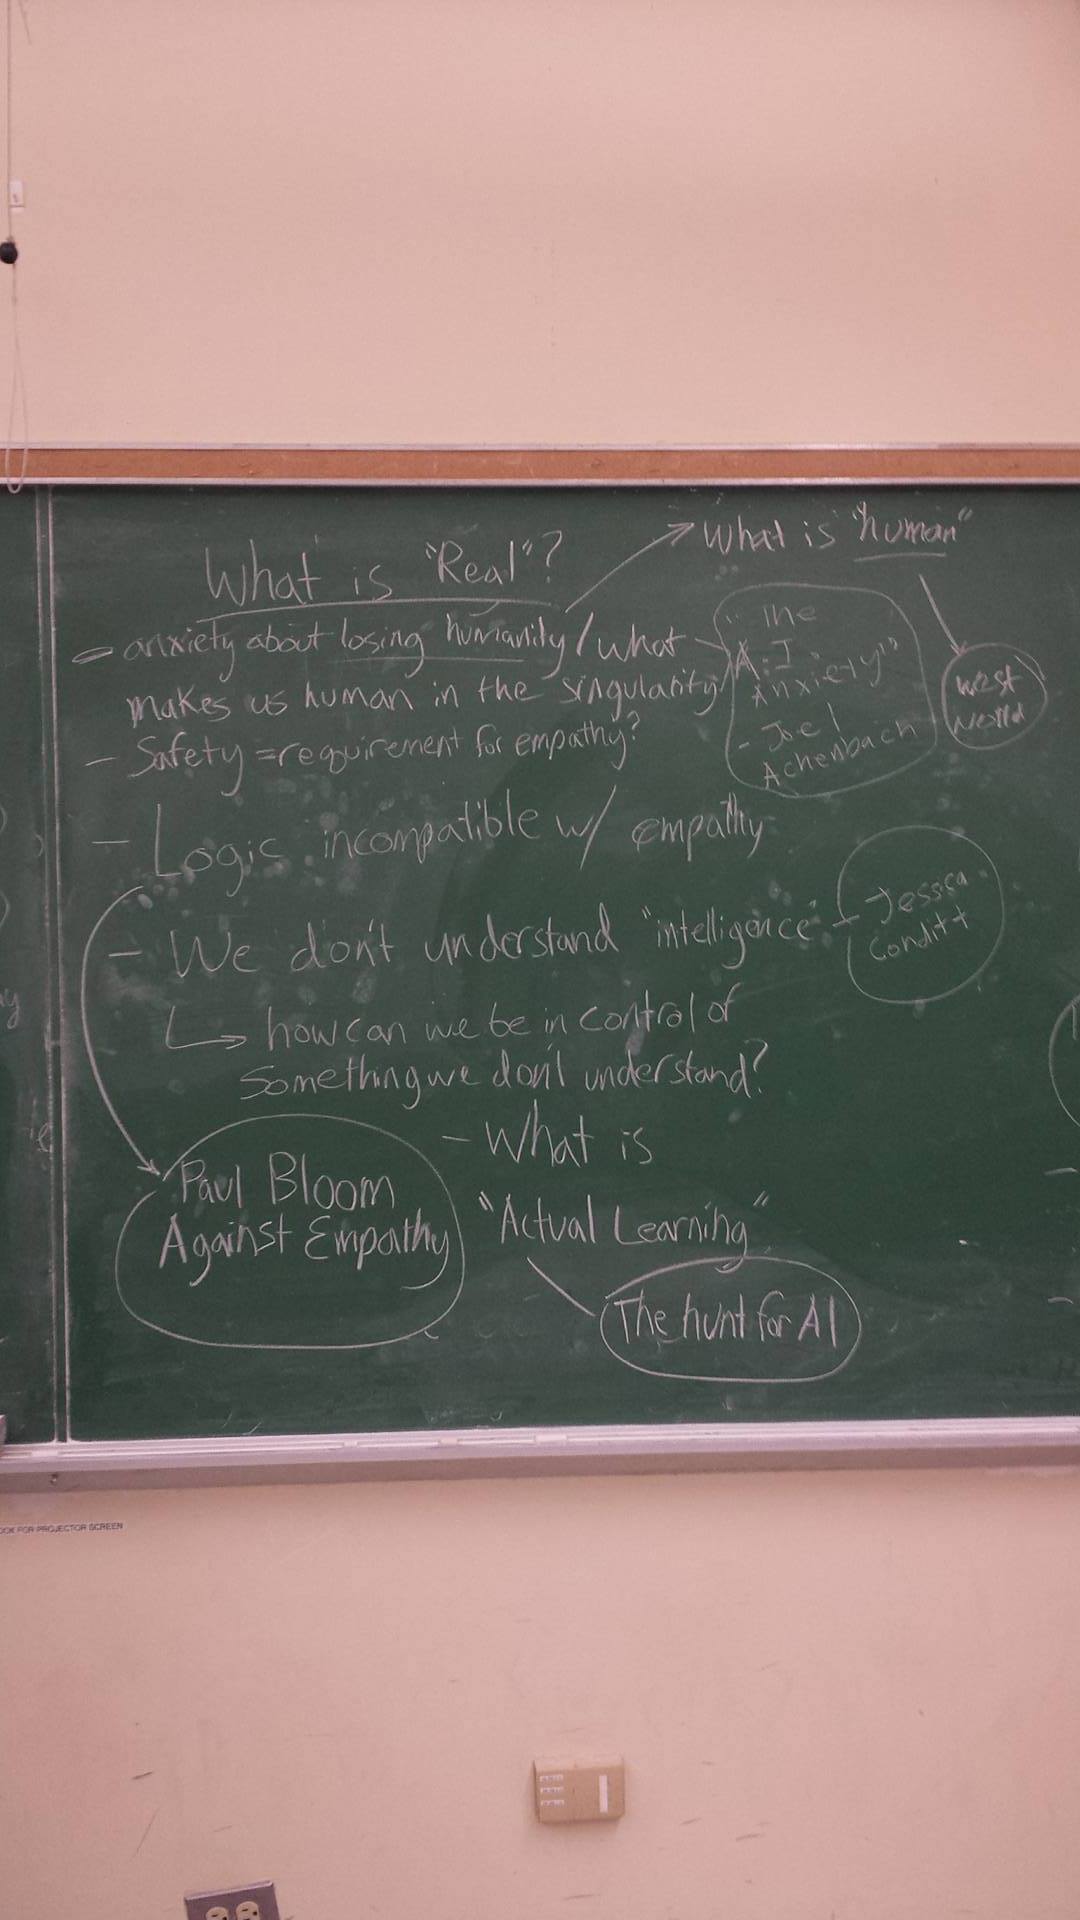 What is "Real"?
- anxiety about losing humanity / what
makes us human in the singularity
- Safety = requirement for empathy?
- Logic incompatible w/ empathy
- We don't understand "intelligence"
how can we be in control of
something we don't understand?
- What is
"Actual Learning"
The hunt for AI
Paul Bloom
Against Empathy
What is "human"
West
World
"The
A.I.
Anxiety"
- Joel
Achenbach
Jessica
Conditt
OOK FOR PROJECTOR SCREEN